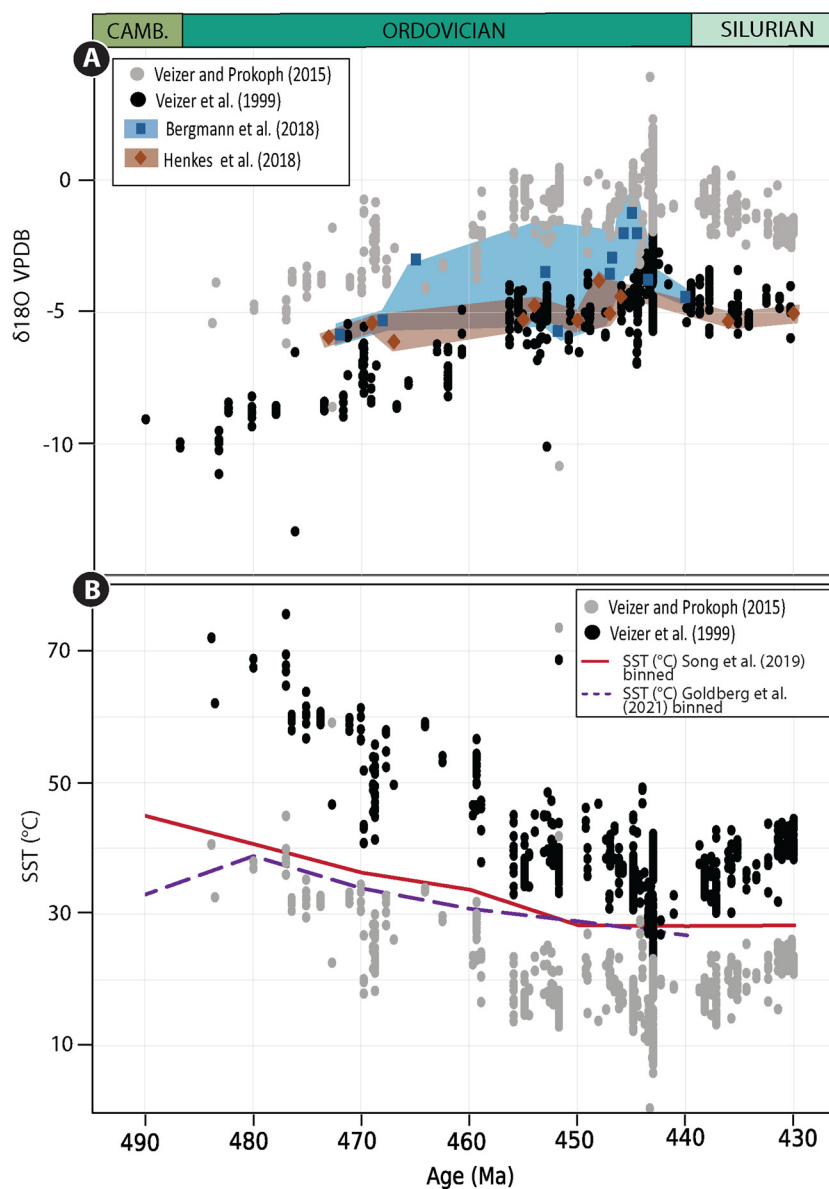 CAMB.
ORDOVICIAN
SILURIAN
A
Veizer and Prokoph (2015)
Veizer et al. (1999)
Bergmann et al. (2018)
Henkes et al. (2018)
0
-5
-10
δ18O VPDB
B
Veizer and Prokoph (2015)
Veizer et al. (1999)
SST (°C) Song et al. (2019)
binned
SST (°C) Goldberg et al.
(2021) binned
70
50
30
10
SST (°C)
490 480 470 460 450 440 430
Age (Ma)